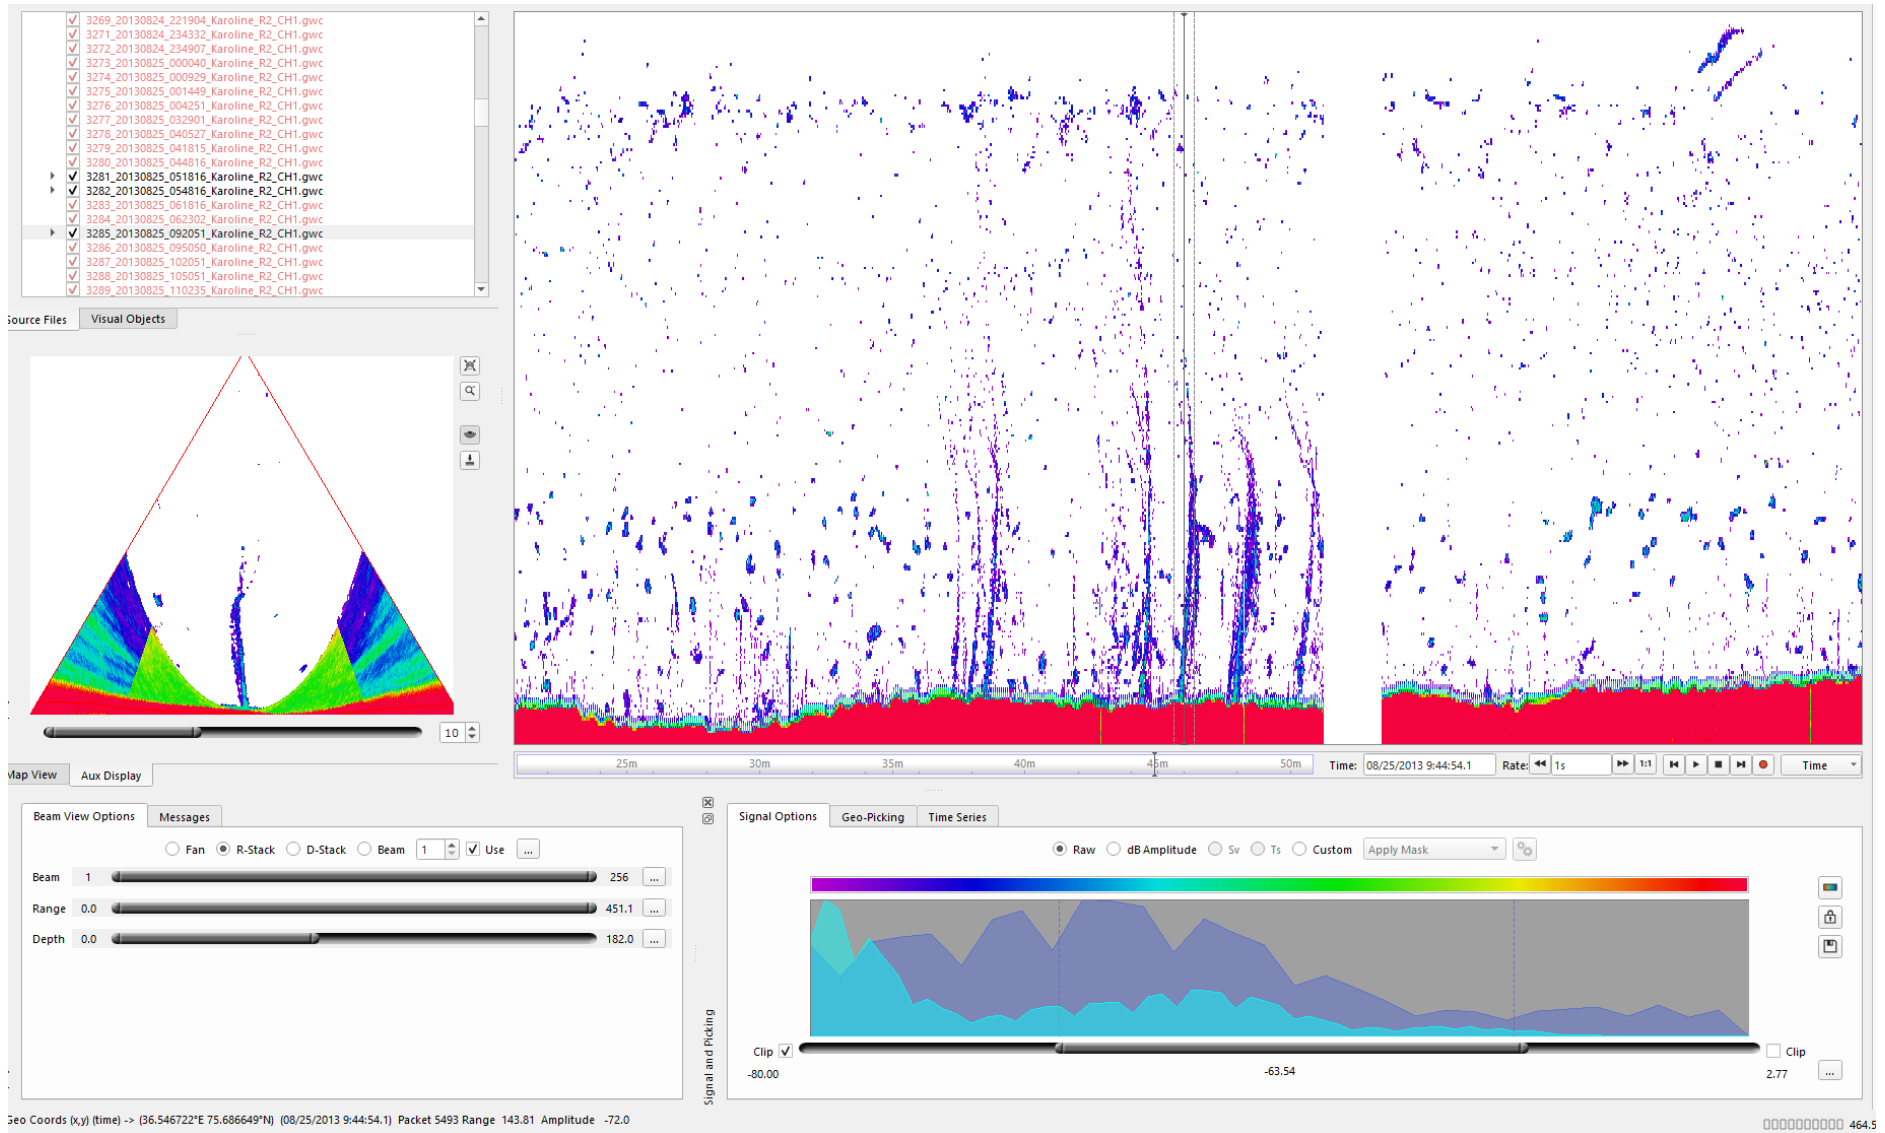 3269_20130824_221904_Karoline_R2_CH1.gwc
3271_20130824_234332_Karoline_R2_CH1.gwc
3272_20130824_234907_Karoline_R2_CH1.gwc
3273_20130825_000040_Karoline_R2_CH1.gwc
3274_20130825_000929_Karoline_R2_CH1.gwc
3275_20130825_001449_Karoline_R2_CH1.gwc
3276_20130825_004251_Karoline_R2_CH1.gwc
3277_20130825_032901_Karoline_R2_CH1.gwc
3278_20130825_040527_Karoline_R2_CH1.gwc
3279_20130825_041815_Karoline_R2_CH1.gwc
3280_20130825_044816_Karoline_R2_CH1.gwc
3281_20130825_051816_Karoline_R2_CH1.gwc
3282_20130825_054816_Karoline_R2_CH1.gwc
3283_20130825_061816_Karoline_R2_CH1.gwc
3284_20130825_062302_Karoline_R2_CH1.gwc
3285_20130825_092051_Karoline_R2_CH1.gwc
3286_20130825_095050_Karoline_R2_CH1.gwc
3287_20130825_102051_Karoline_R2_CH1.gwc
3288_20130825_105051_Karoline_R2_CH1.gwc
3289_20130825_110235_Karoline_R2_CH1.gwc
Source Files Visual Objects
10
Map View Aux Display
25m 30m 35m 40m 45m 50m Time: 08/25/2013 9:44:54.1 Rate: 1s 1:1 Time
Beam View Options Messages
Fan R-Stack D-Stack Beam 1 Use ...
Beam 1 256 ...
Range 0.0 451.1 ...
Depth 0.0 182.0 ...
Signal and Picking
Signal Options Geo-Picking Time Series
Raw dB Amplitude Sv Ts Custom Apply Mask
Clip Clip
-80.00 -63.54 2.77 ...
Geo Coords (x,y) (time) -> (36.546722°E 75.686649°N) (08/25/2013 9:44:54.1) Packet 5493 Range 143.81 Amplitude -72.0
464.5